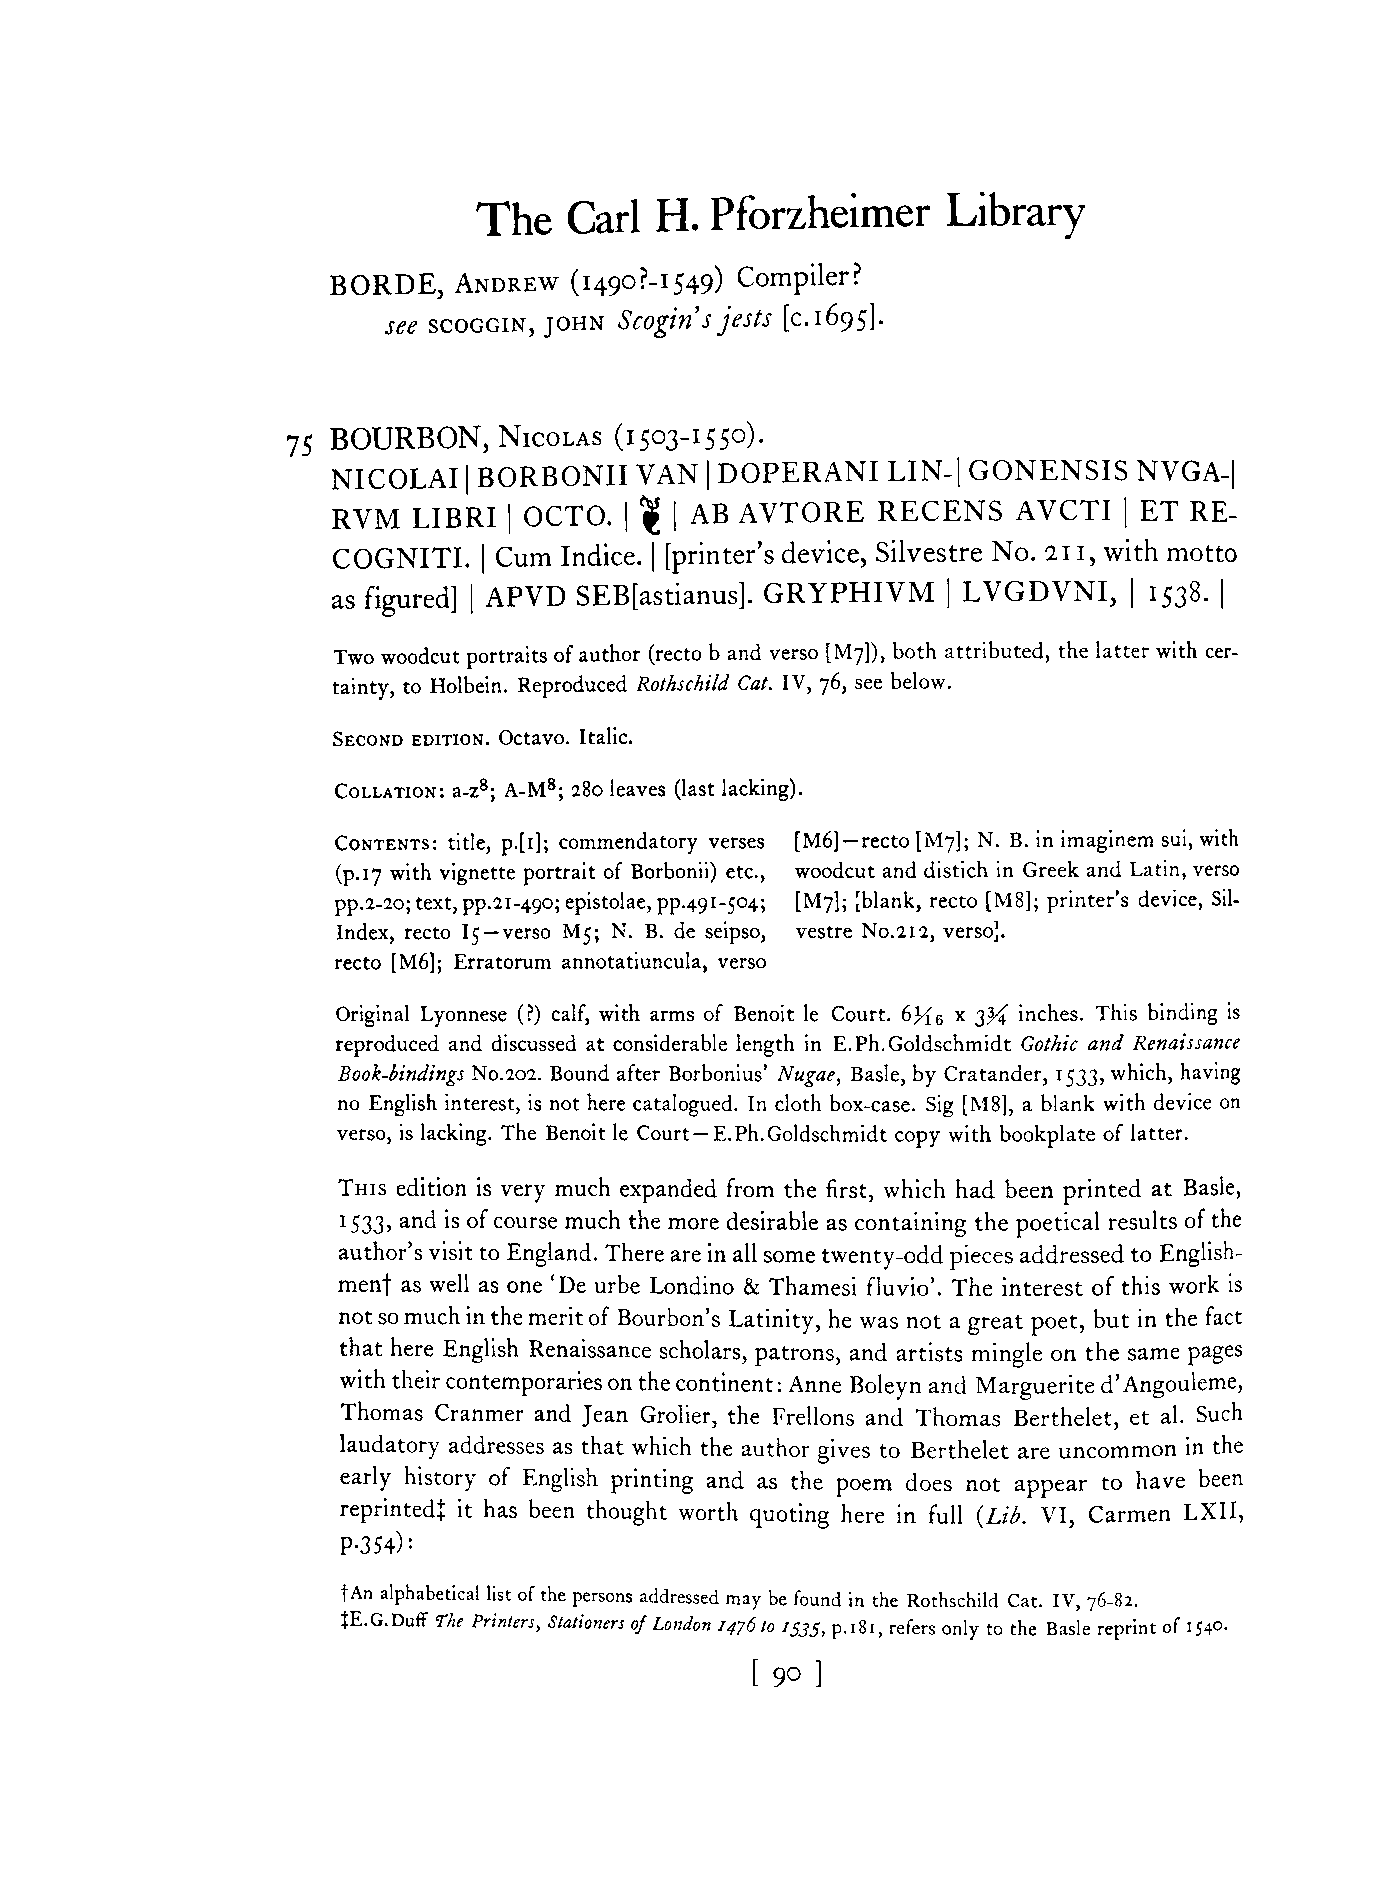 The Carl H. Pforzheimer Library
BORDE, ANDREW (1490?-1549) Compiler?
see SCOGGIN, JOHN Scogin's jests [c.1695].
75 BOURBON, NICOLAS (1503-1550).
NICOLAI | BORBONII VAN | DOPERANI LIN- | GONENSIS NVGA- |
RVM LIBRI | OCTO. | ❦ | AB AVTORE RECENS AVCTI | ET RE-
COGNITI. | Cum Indice. | [printer's device, Silvestre No. 211, with motto
as figured] | APVD SEB[astianus]. GRYPHIVM | LVGDVNI, | 1538. |
Two woodcut portraits of author (recto b and verso [M7]), both attributed, the latter with cer-
tainty, to Holbein. Reproduced Rothschild Cat. IV, 76, see below.
SECOND EDITION. Octavo. Italic.
COLLATION: a-z⁸; A-M⁸; 280 leaves (last lacking).
CONTENTS: title, p.[1]; commendatory verses
(p.17 with vignette portrait of Borbonii) etc.,
pp.2-20; text, pp.21-490; epistolae, pp.491-504;
Index, recto I5—verso M5; N. B. de seipso,
recto [M6]; Erratorum annotatiuncula, verso
[M6]—recto [M7]; N. B. in imaginem sui, with
woodcut and distich in Greek and Latin, verso
[M7]; [blank, recto [M8]; printer's device, Sil-
vestre No.212, verso].
Original Lyonnese (?) calf, with arms of Benoit le Court. 6 1/16 x 3¾ inches. This binding is
reproduced and discussed at considerable length in E.Ph.Goldschmidt Gothic and Renaissance
Book-bindings No.202. Bound after Borbonius' Nugae, Basle, by Cratander, 1533, which, having
no English interest, is not here catalogued. In cloth box-case. Sig [M8], a blank with device on
verso, is lacking. The Benoit le Court—E.Ph.Goldschmidt copy with bookplate of latter.
THIS edition is very much expanded from the first, which had been printed at Basle,
1533, and is of course much the more desirable as containing the poetical results of the
author's visit to England. There are in all some twenty-odd pieces addressed to English-
men† as well as one 'De urbe Londino & Thamesi fluvio'. The interest of this work is
not so much in the merit of Bourbon's Latinity, he was not a great poet, but in the fact
that here English Renaissance scholars, patrons, and artists mingle on the same pages
with their contemporaries on the continent: Anne Boleyn and Marguerite d'Angouleme,
Thomas Cranmer and Jean Grolier, the Frellons and Thomas Berthelet, et al. Such
laudatory addresses as that which the author gives to Berthelet are uncommon in the
early history of English printing and as the poem does not appear to have been
reprinted‡ it has been thought worth quoting here in full (Lib. VI, Carmen LXII,
p.354):
†An alphabetical list of the persons addressed may be found in the Rothschild Cat. IV, 76-82.
‡E.G.Duff The Printers, Stationers of London 1476 to 1535, p.181, refers only to the Basle reprint of 1540.
[ 90 ]